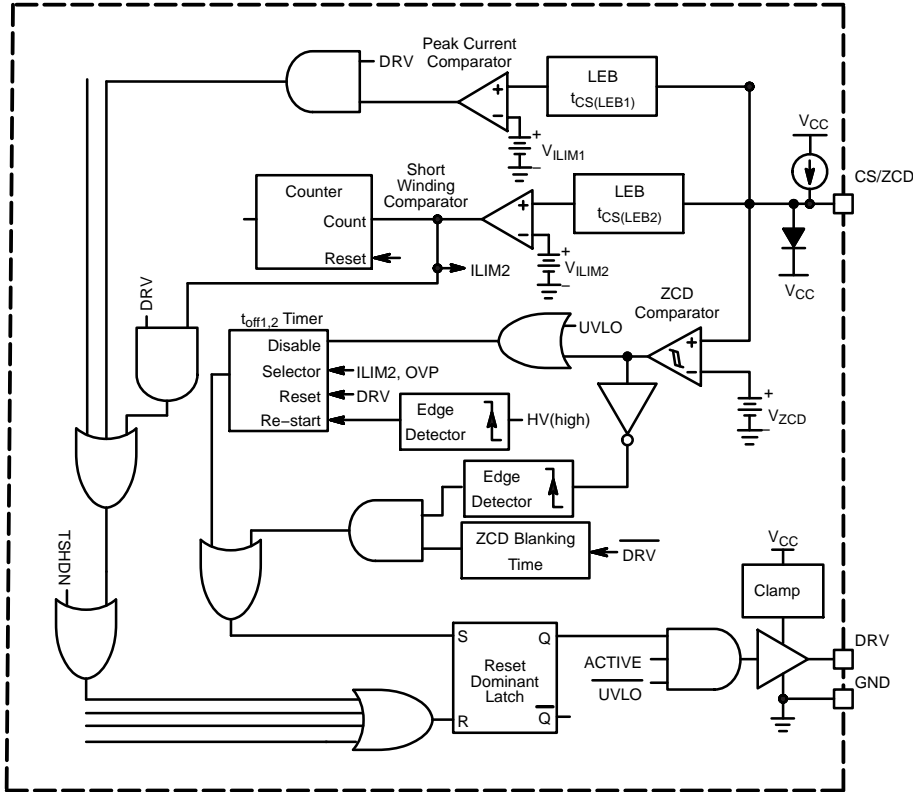 Peak Current
Comparator
DRV
LEB
tCS(LEB1)
+
−
+
−
VILIM1
VCC
CS/ZCD
Counter
Count
Reset
Short
Winding
Comparator
LEB
tCS(LEB2)
+
−
+
−
VILIM2
ILIM2
VCC
DRV
toff1,2 Timer
Disable
Selector
Reset
Re−start
UVLO
ILIM2, OVP
DRV
ZCD
Comparator
+
−
+
−
VZCD
Edge
Detector
HV(high)
Edge
Detector
ZCD Blanking
Time
DRV
TSHDN
VCC
Clamp
S
Q
Reset
Dominant
Latch
R
Q
ACTIVE
UVLO
DRV
GND